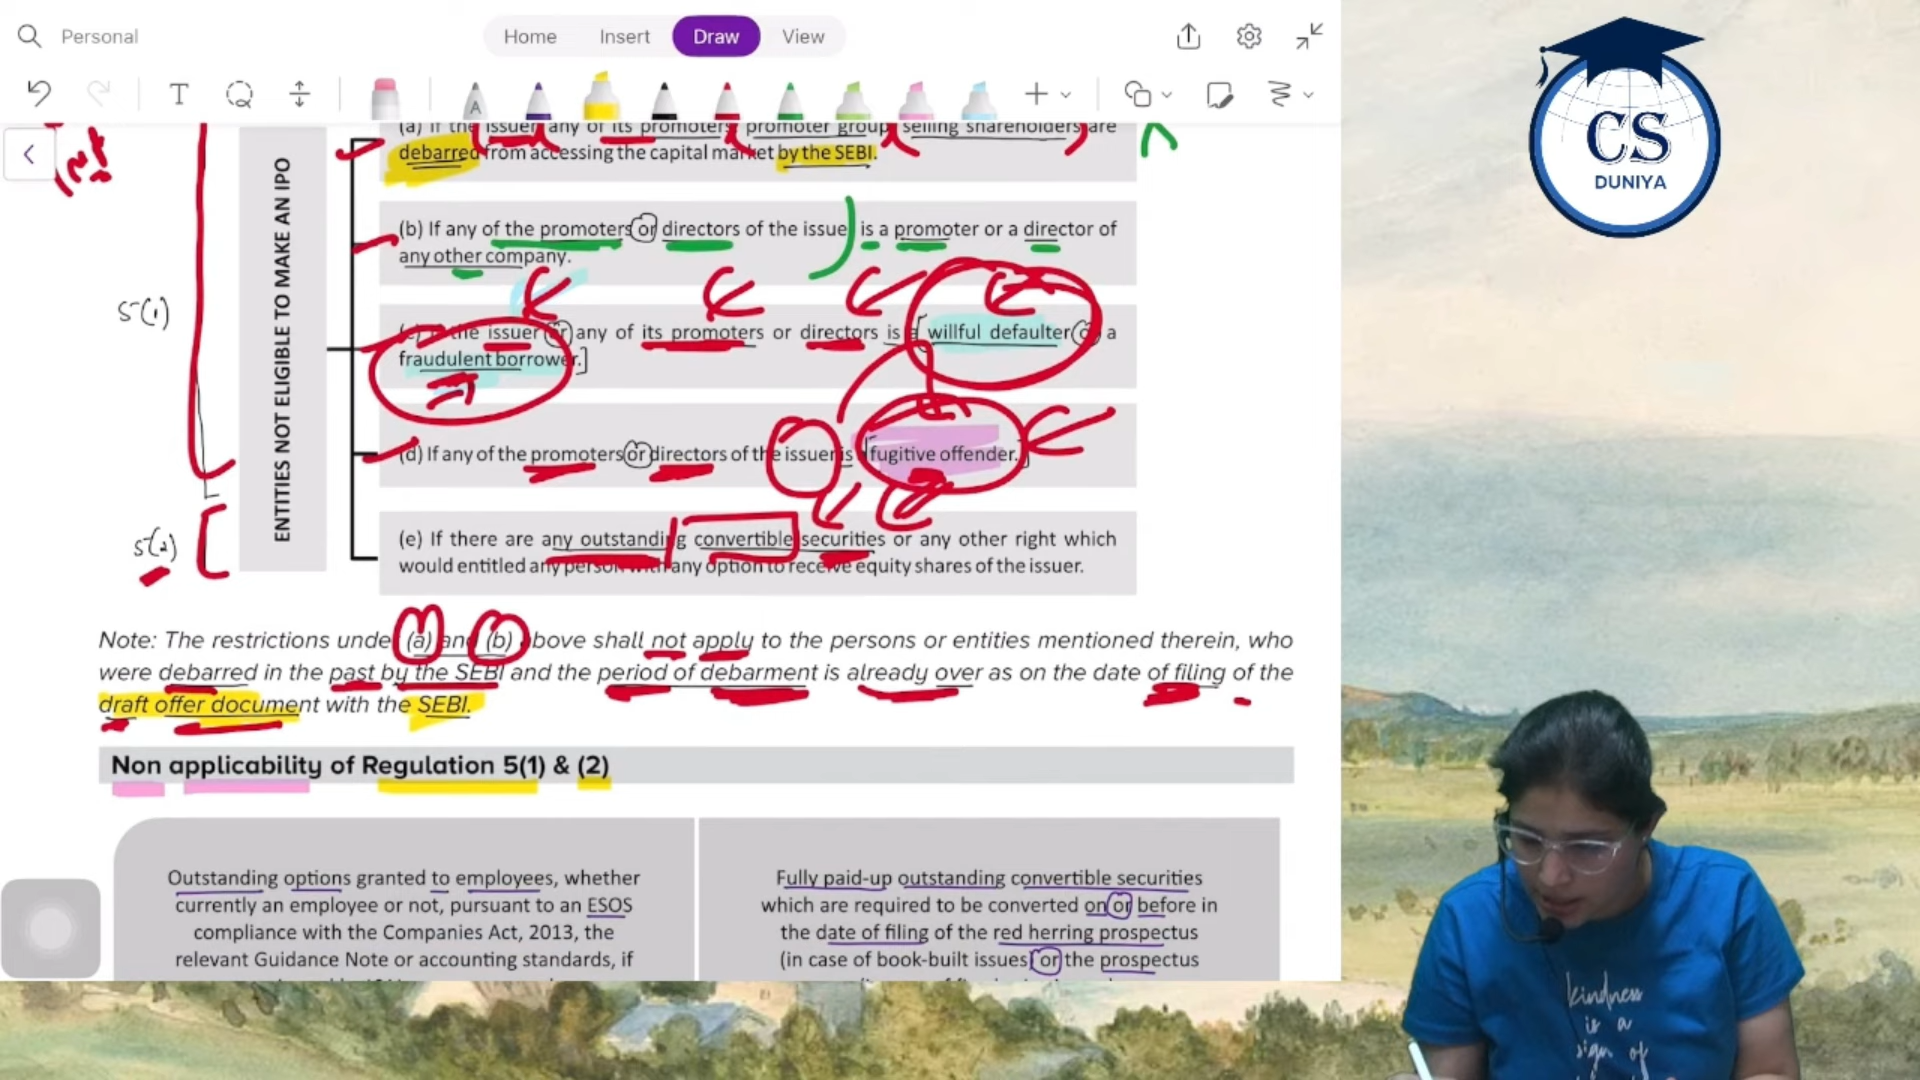 Personal
Home Insert Draw View
(a) If the issuer, any of its promoters, promoter group, selling shareholders are
debarred from accessing the capital market by the SEBI.
(b) If any of the promoters or directors of the issue is a promoter or a director of
any other company.
issuer or any of its promoters or directors is a willful defaulter or a
fraudulent borrower.]
(d) If any of the promoters or directors of the issuer is fugitive offender.
(e) If there are any outstanding convertible securities or any other right which
would entitled any person with any option to receive equity shares of the issuer.
ENTITIES NOT ELIGIBLE TO MAKE AN IPO
5(1)
5(2)
Note: The restrictions under (a) and (b) above shall not apply to the persons or entities mentioned therein, who
were debarred in the past by the SEBI and the period of debarment is already over as on the date of filing of the
draft offer document with the SEBI.
Non applicability of Regulation 5(1) & (2)
Outstanding options granted to employees, whether
currently an employee or not, pursuant to an ESOS
compliance with the Companies Act, 2013, the
relevant Guidance Note or accounting standards, if
Fully paid-up outstanding convertible securities
which are required to be converted on or before in
the date of filing of the red herring prospectus
(in case of book-built issues) or the prospectus
CS
DUNIYA
kindness
is a
sign of